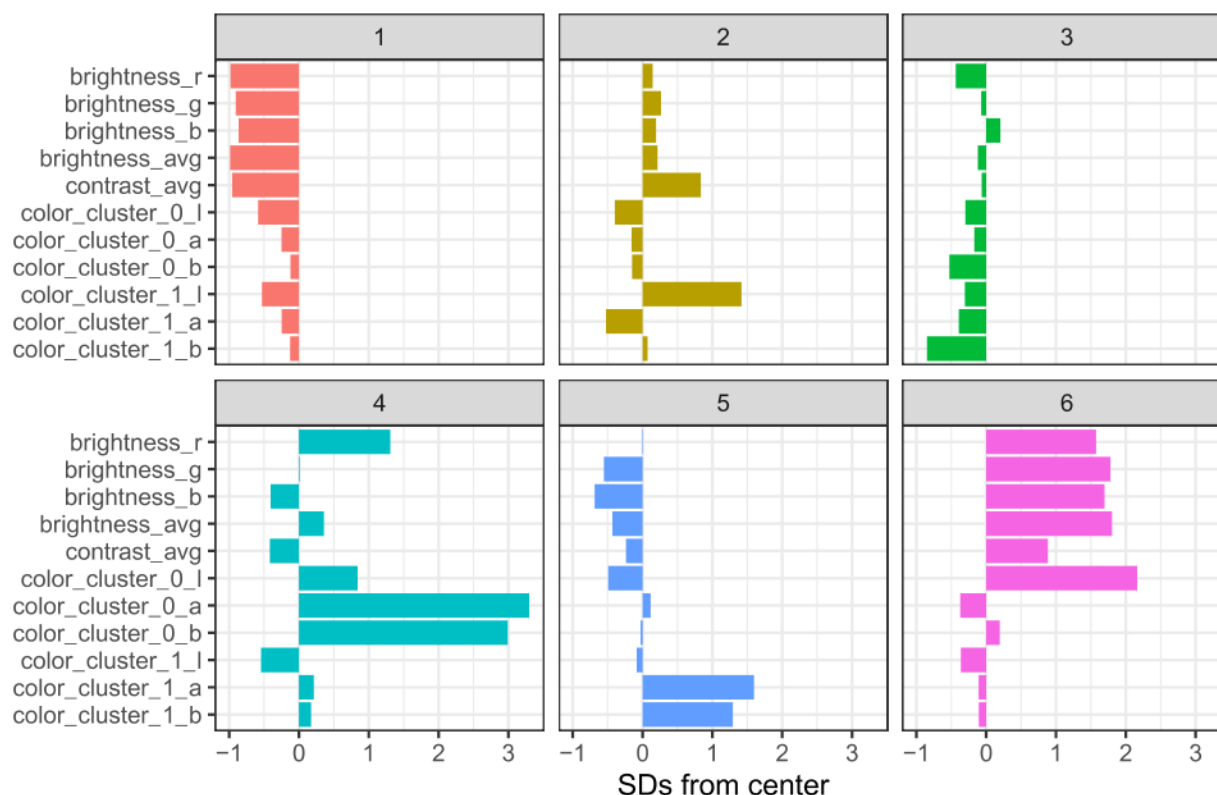 1 2 3
brightness_r
brightness_g
brightness_b
brightness_avg
contrast_avg
color_cluster_0_l
color_cluster_0_a
color_cluster_0_b
color_cluster_1_l
color_cluster_1_a
color_cluster_1_b
4 5 6
brightness_r
brightness_g
brightness_b
brightness_avg
contrast_avg
color_cluster_0_l
color_cluster_0_a
color_cluster_0_b
color_cluster_1_l
color_cluster_1_a
color_cluster_1_b
−1 0 1 2 3 −1 0 1 2 3 −1 0 1 2 3
SDs from center